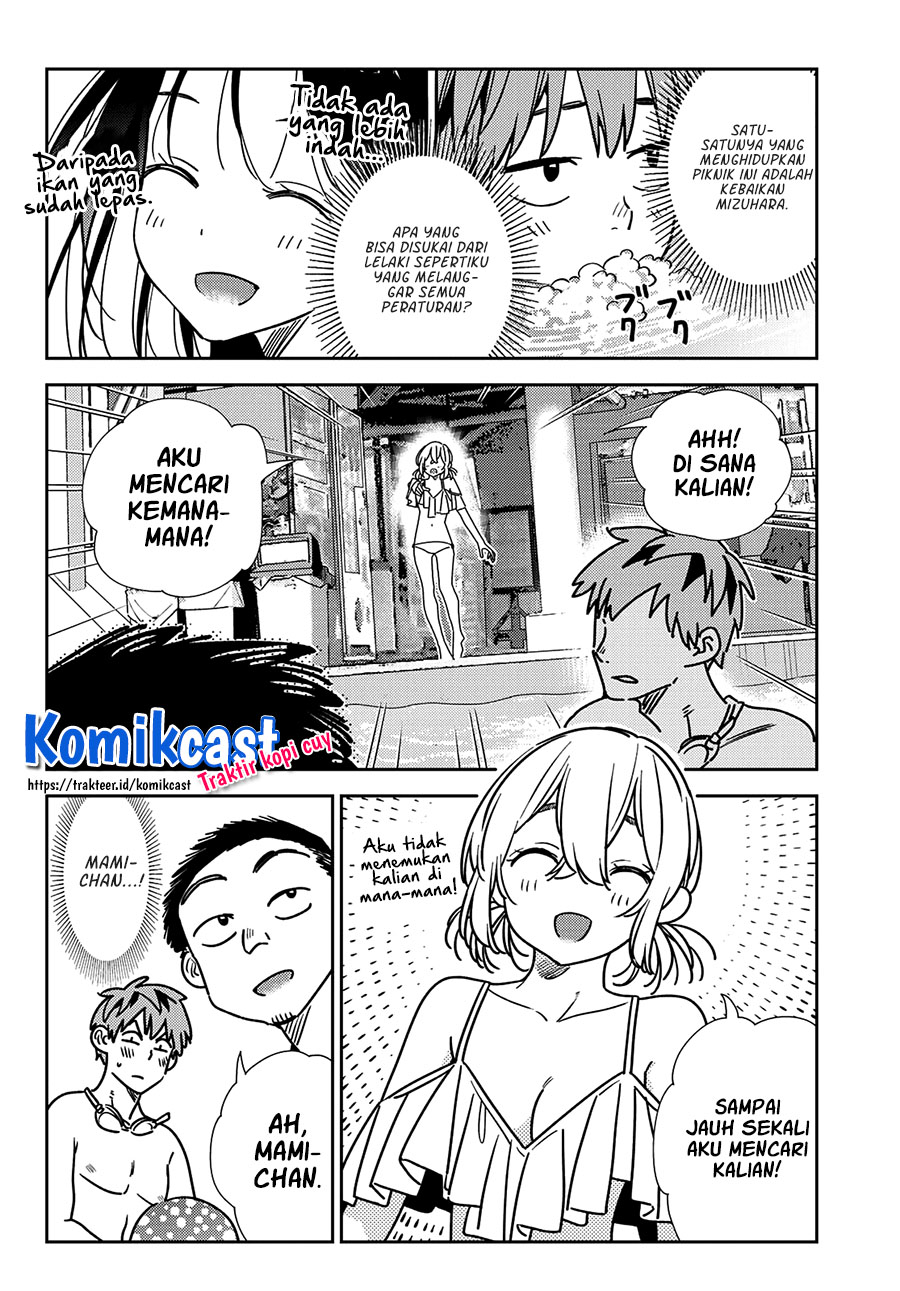 SATU-
SATUNYA YANG
MENGHIDUPKAN
PIKNIK INI ADALAH
KEBAIKAN
MIZUHARA.
Tidak ada
yang lebih
indah...
APA YANG
BISA DISUKAI DARI
LELAKI SEPERTIKU
YANG MELANG-
GAR SEMUA
PERATURAN?
Daripada
ikan yang
sudah lepas.
ブク
ブク
AHH!
DI SANA
KALIAN!
AKU
MENCARI
KEMANA-
MANA!
Komikcast
Traktir kopi cuy
https://trakteer.id/komikcast
MAMI-
CHAN...!
AH,
MAMI-
CHAN.
Aku tidak
menemukan
kalian di
mana-mana!
SAMPAI
JAUH SEKALI
AKU MENCARI
KALIAN!